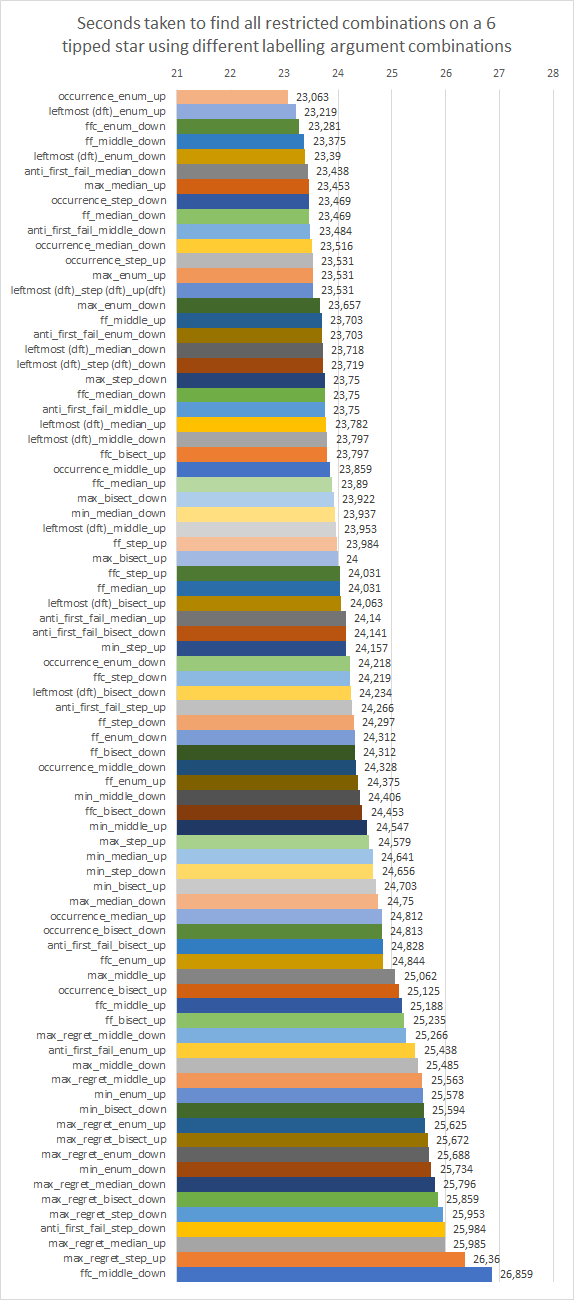 Seconds taken to find all restricted combinations on a 6
tipped star using different labelling argument combinations
21 22 23 24 25 26 27 28
occurrence_enum_up 23,063
leftmost (dft)_enum_up 23,219
ffc_enum_down 23,281
ff_middle_down 23,375
leftmost (dft)_enum_down 23,39
anti_first_fail_median_down 23,438
max_median_up 23,453
occurrence_step_down 23,469
ff_median_down 23,469
anti_first_fail_middle_down 23,484
occurrence_median_down 23,516
occurrence_step_up 23,531
max_enum_up 23,531
leftmost (dft)_step (dft)_up(dft) 23,531
max_enum_down 23,657
ff_middle_up 23,703
anti_first_fail_enum_down 23,703
leftmost (dft)_median_down 23,718
leftmost (dft)_step (dft)_down 23,719
max_step_down 23,75
ffc_median_down 23,75
anti_first_fail_middle_up 23,75
leftmost (dft)_median_up 23,782
leftmost (dft)_middle_down 23,797
ffc_bisect_up 23,797
occurrence_middle_up 23,859
ffc_median_up 23,89
max_bisect_down 23,922
min_median_down 23,937
leftmost (dft)_middle_up 23,953
ff_step_up 23,984
max_bisect_up 24
ffc_step_up 24,031
ff_median_up 24,031
leftmost (dft)_bisect_up 24,063
anti_first_fail_median_up 24,14
anti_first_fail_bisect_down 24,141
min_step_up 24,157
occurrence_enum_down 24,218
ffc_step_down 24,219
leftmost (dft)_bisect_down 24,234
anti_first_fail_step_up 24,266
ff_step_down 24,297
ff_enum_down 24,312
ff_bisect_down 24,312
occurrence_middle_down 24,328
ff_enum_up 24,375
min_middle_down 24,406
ffc_bisect_down 24,453
min_middle_up 24,547
max_step_up 24,579
min_median_up 24,641
min_step_down 24,656
min_bisect_up 24,703
max_median_down 24,75
occurrence_median_up 24,812
occurrence_bisect_down 24,813
anti_first_fail_bisect_up 24,828
ffc_enum_up 24,844
max_middle_up 25,062
occurrence_bisect_up 25,125
ffc_middle_up 25,188
ff_bisect_up 25,235
max_regret_middle_down 25,266
anti_first_fail_enum_up 25,438
max_middle_down 25,485
max_regret_middle_up 25,563
min_enum_up 25,578
min_bisect_down 25,594
max_regret_enum_up 25,625
max_regret_bisect_up 25,672
max_regret_enum_down 25,688
min_enum_down 25,734
max_regret_median_down 25,796
max_regret_bisect_down 25,859
max_regret_step_down 25,953
anti_first_fail_step_down 25,984
max_regret_median_up 25,985
max_regret_step_up 26,36
ffc_middle_down 26,859